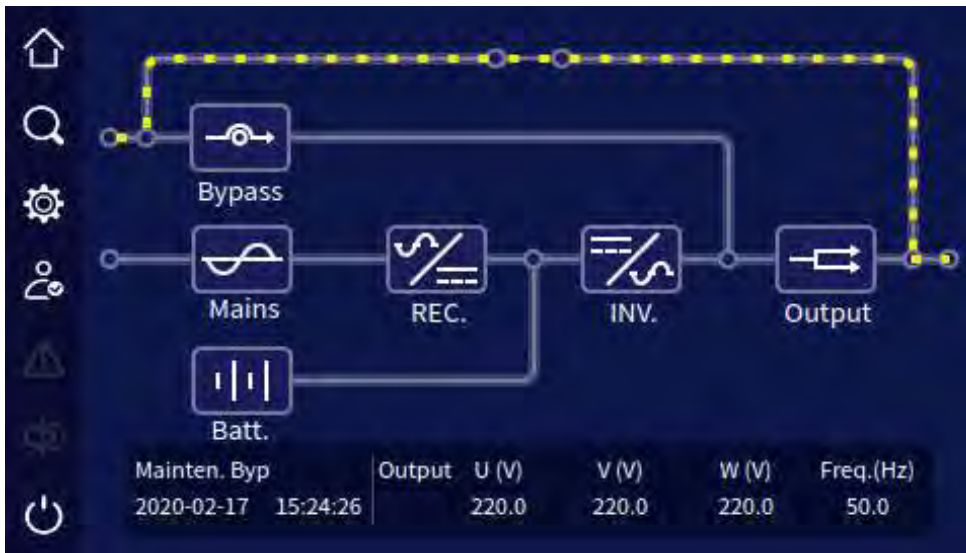 Bypass
Mains
REC.
INV.
Output
Batt.
Mainten. Byp Output U (V) V (V) W (V) Freq.(Hz)
2020-02-17 15:24:26 220.0 220.0 220.0 50.0